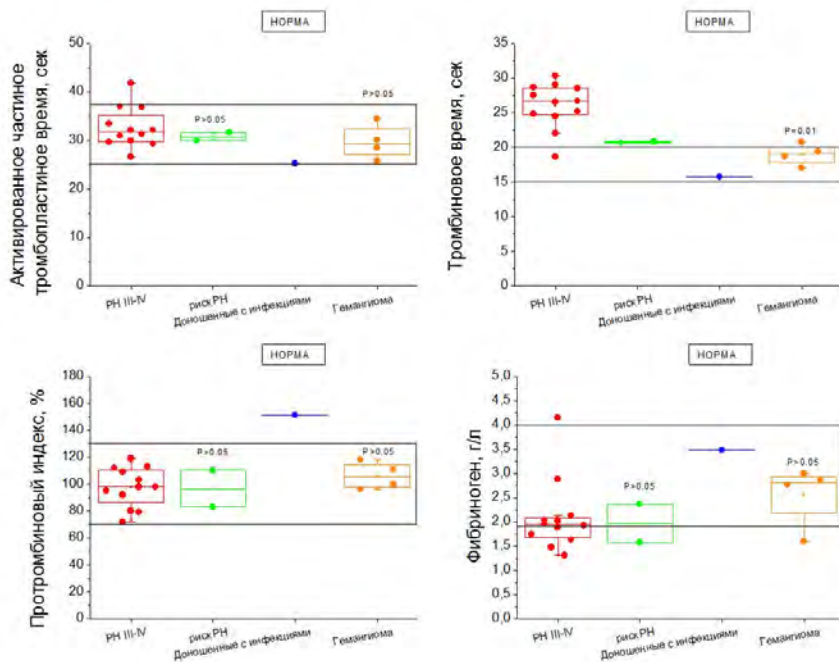 НОРМА
Активированное частиное
тромбопластиное время, сек
50
40
30
20
10
0
P>0.05
P>0.05
РН III-IV
риск РН
Доношенные с инфекциями
Гемангиома
НОРМА
Тромбиновое время, сек
35
30
25
20
15
10
5
0
P=0.01
РН III-IV
риск РН
Доношенные с инфекциями
Гемангиома
НОРМА
Протромбиновый индекс, %
180
160
140
120
100
80
60
40
20
0
P>0.05
P>0.05
РН III-IV
риск РН
Доношенные с инфекциями
Гемангиома
НОРМА
Фибриноген, г/л
5,0
4,5
4,0
3,5
3,0
2,5
2,0
1,5
1,0
0,5
0,0
P>0.05
P>0.05
РН III-IV
риск РН
Доношенные с инфекциями
Гемангиома